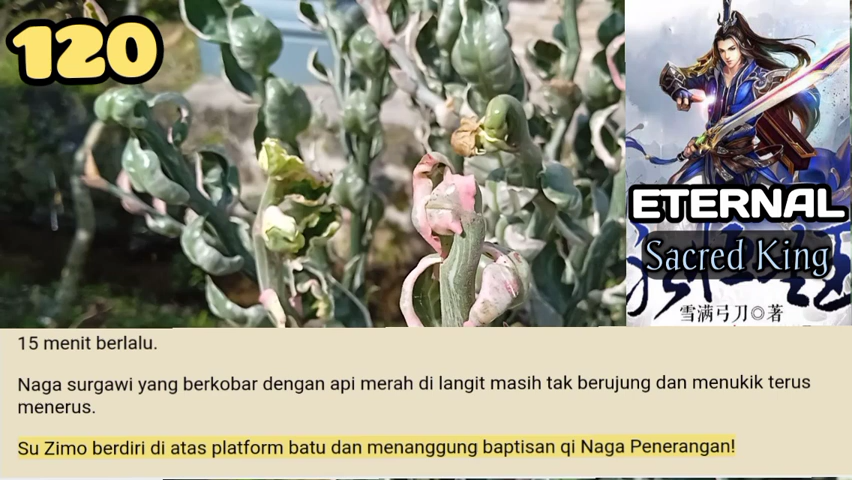 120
ETERNAL
Sacred King
雪满弓刀◎著
15 menit berlalu.
Naga surgawi yang berkobar dengan api merah di langit masih tak berujung dan menukik terus
menerus.
Su Zimo berdiri di atas platform batu dan menanggung baptisan qi Naga Penerangan!